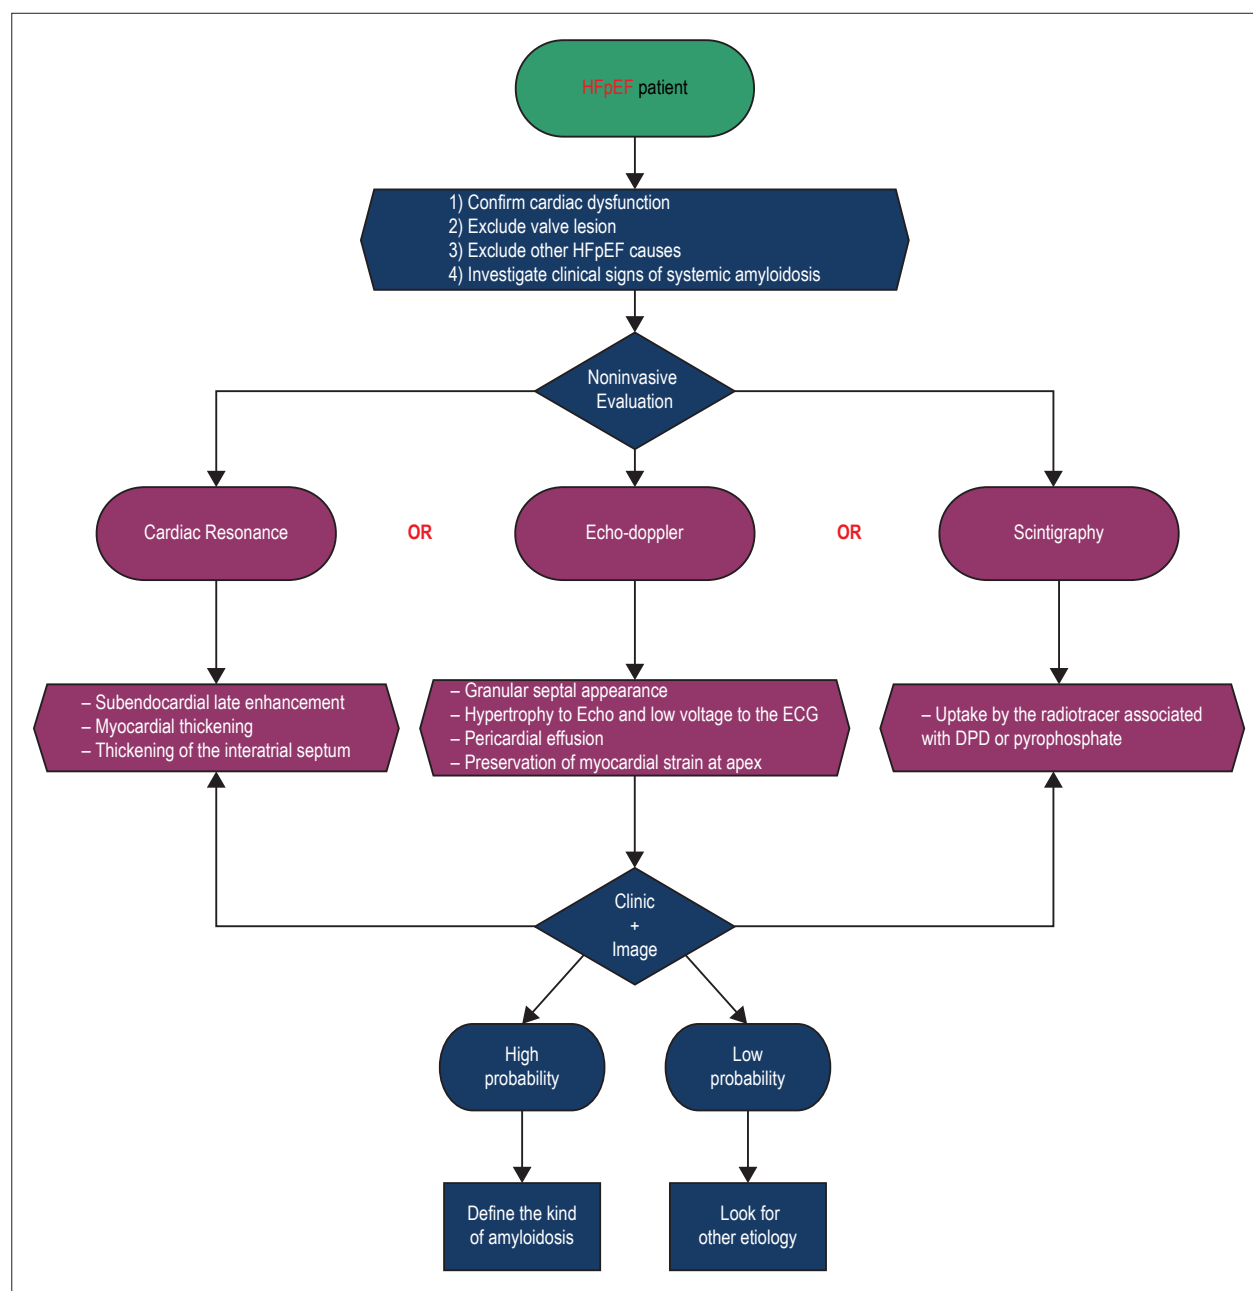 HFpEF patient
1) Confirm cardiac dysfunction
2) Exclude valve lesion
3) Exclude other HFpEF causes
4) Investigate clinical signs of systemic amyloidosis
Noninvasive
Evaluation
Cardiac Resonance
OR
Echo-doppler
OR
Scintigraphy
– Subendocardial late enhancement
– Myocardial thickening
– Thickening of the interatrial septum
– Granular septal appearance
– Hypertrophy to Echo and low voltage to the ECG
– Pericardial effusion
– Preservation of myocardial strain at apex
– Uptake by the radiotracer associated
with DPD or pyrophosphate
Clinic
+
Image
High
probability
Low
probability
Define the kind
of amyloidosis
Look for
other etiology